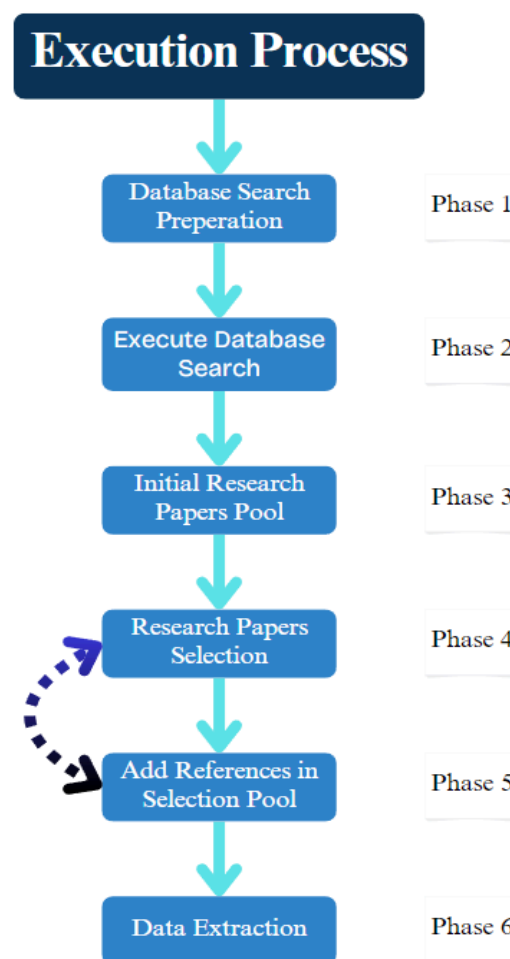 Execution Process
Database Search
Preperation
Phase 1
Execute Database
Search
Phase 2
Initial Research
Papers Pool
Phase 3
Research Papers
Selection
Phase 4
Add References in
Selection Pool
Phase 5
Data Extraction
Phase 6